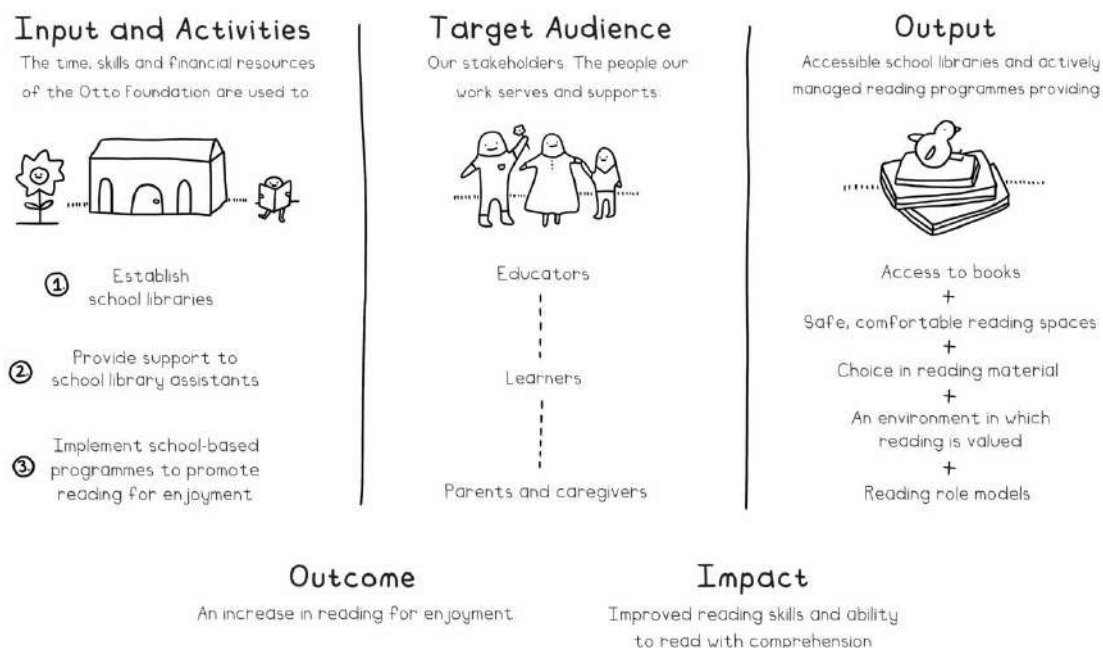 Input and Activities
The time, skills and financial resources
of the Otto Foundation are used to:
1.
Establish
school libraries
2.
Provide support to
school library assistants
3.
Implement school-based
programmes to promote
reading for enjoyment
Target Audience
Our stakeholders. The people our
work serves and supports:
Educators
Learners
Parents and caregivers
Output
Accessible school libraries and actively
managed reading programmes providing
Access to books
+
Safe, comfortable reading spaces
+
Choice in reading material
+
An environment in which
reading is valued
+
Reading role models
Outcome
An increase in reading for enjoyment
Impact
Improved reading skills and ability
to read with comprehension